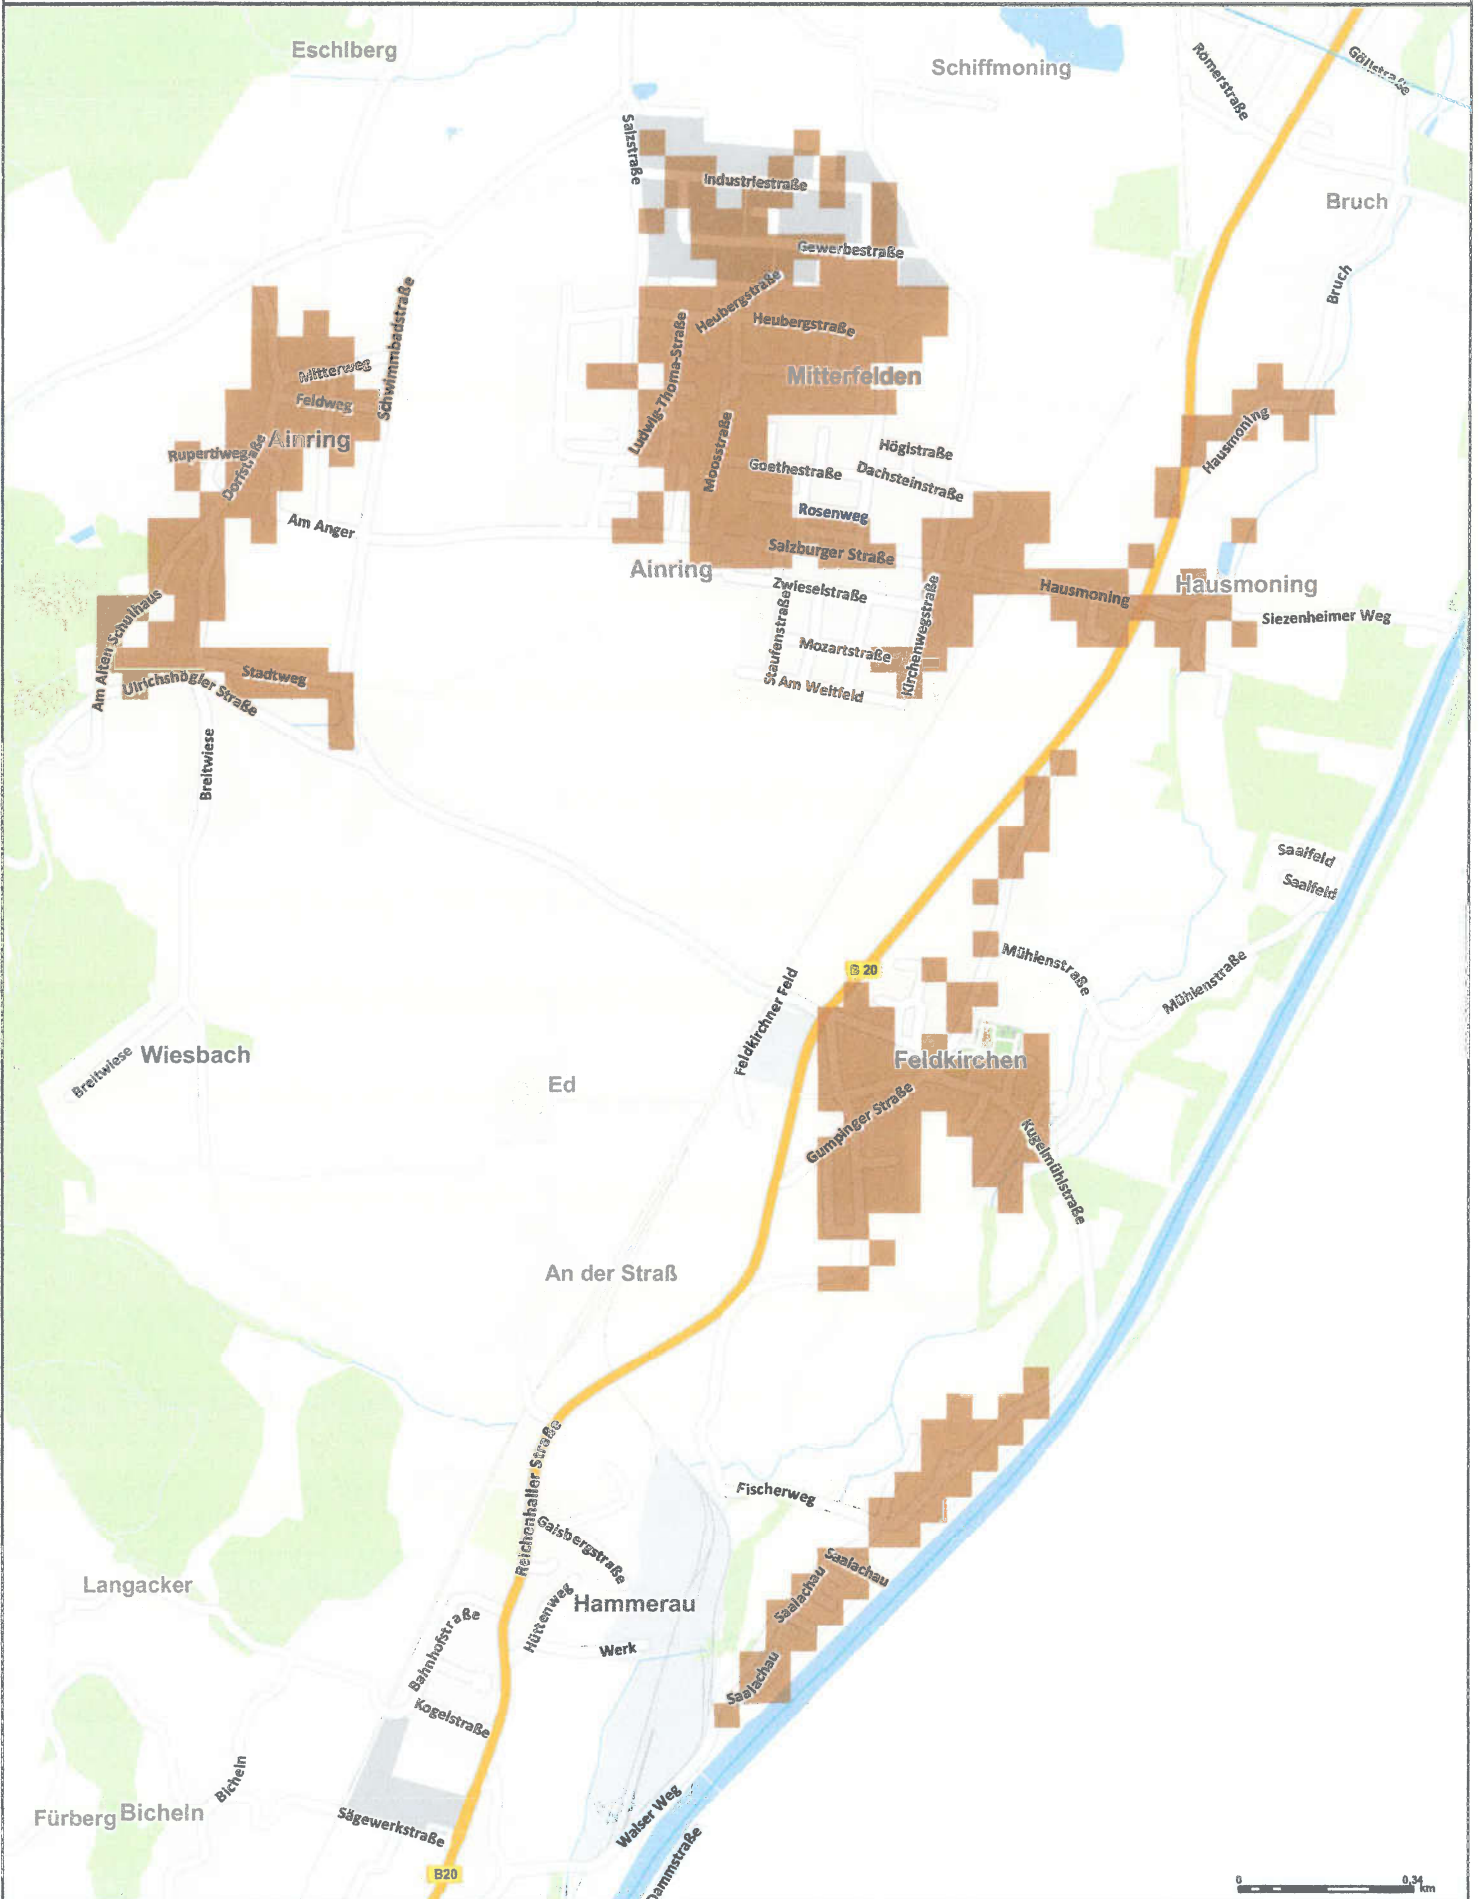 Eschlberg
Schiffmoning
Römerstraße
Göllstraße
Salzstraße
Industriestraße
Bruch
Gewerbestraße
Bruch
Schwimmbadstraße
Heubergstraße
Heubergstraße
Ludwig-Thoma-Straße
Mitterweg
Mitterfelden
Feldweg
Ainring
Hausmoning
Rupertiweg
Dorfstraße
Moosstraße
Höglstraße
Goethestraße
Dachsteinstraße
Rosenweg
Am Anger
Salzburger Straße
Ainring
Zwieselstraße
Hausmoning
Hausmoning
Siezenheimer Weg
Am Alten Schulhaus
Staufenstraße
Kirchenwegstraße
Mozartstraße
Stadtweg
Ulrichshögler Straße
Am Weltfeld
Breitwiese
Saalfeld
Saalfeld
Mühlenstraße
Mühlenstraße
B 20
Feldkirchner Feld
Breitwiese
Wiesbach
Feldkirchen
Ed
Gumpinger Straße
Kugelmühlstraße
An der Straß
Reichenhaller Straße
Fischerweg
Gaisbergstraße
Saalachau
Langacker
Hüttenweg
Hammerau
Saalachau
Bahnhofstraße
Werk
Saalachau
Kogelstraße
Bicheln
Fürberg
Bicheln
Sägewerkstraße
Walser Weg
Dammstraße
B20
0
0,34
km